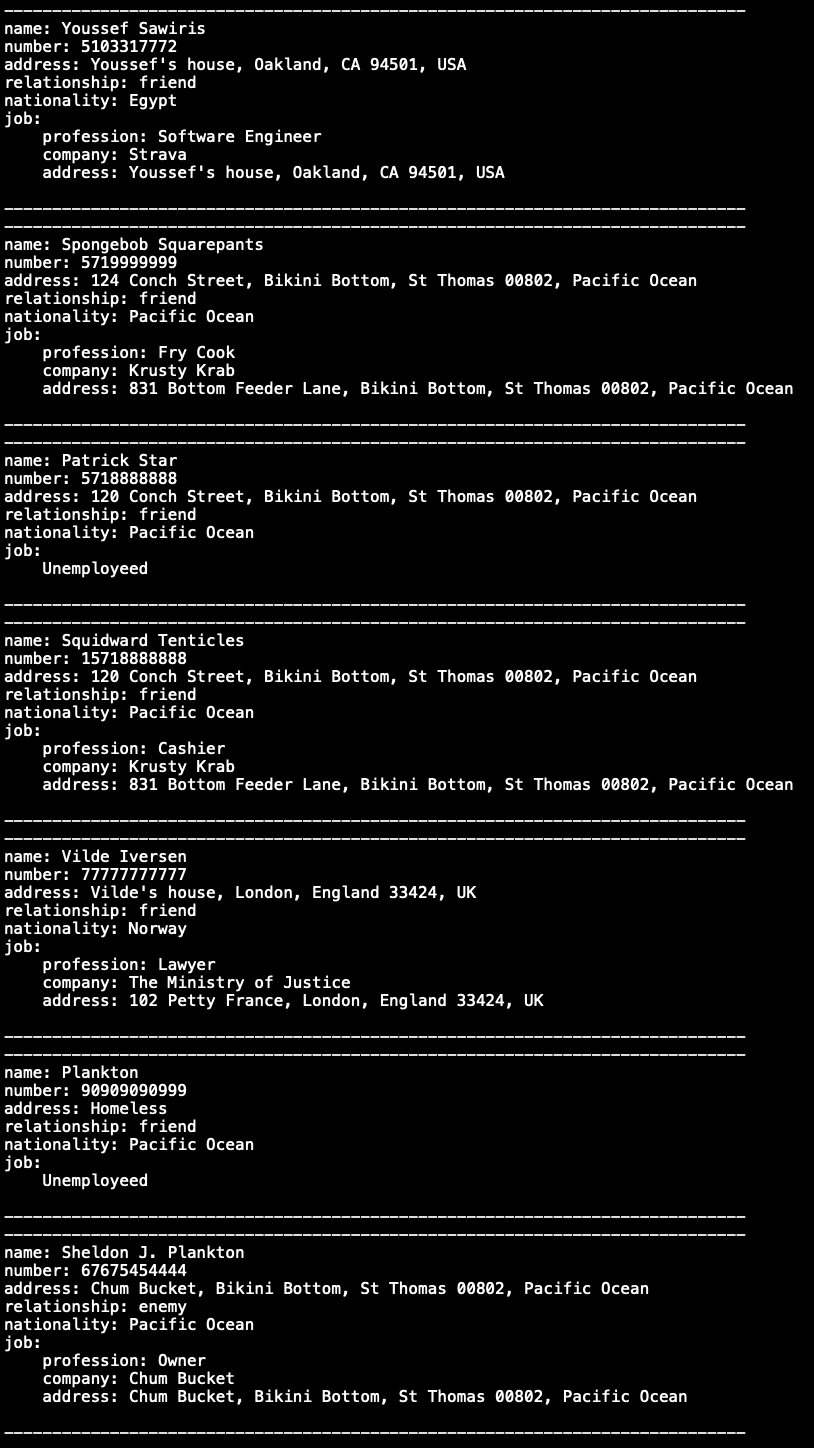 --------------------------------------------------------------------------------
name: Youssef Sawiris
number: 5103317772
address: Youssef's house, Oakland, CA 94501, USA
relationship: friend
nationality: Egypt
job:
    profession: Software Engineer
    company: Strava
    address: Youssef's house, Oakland, CA 94501, USA
--------------------------------------------------------------------------------
--------------------------------------------------------------------------------
name: Spongebob Squarepants
number: 5719999999
address: 124 Conch Street, Bikini Bottom, St Thomas 00802, Pacific Ocean
relationship: friend
nationality: Pacific Ocean
job:
    profession: Fry Cook
    company: Krusty Krab
    address: 831 Bottom Feeder Lane, Bikini Bottom, St Thomas 00802, Pacific Ocean
--------------------------------------------------------------------------------
--------------------------------------------------------------------------------
name: Patrick Star
number: 5718888888
address: 120 Conch Street, Bikini Bottom, St Thomas 00802, Pacific Ocean
relationship: friend
nationality: Pacific Ocean
job:
    Unemployeed
--------------------------------------------------------------------------------
--------------------------------------------------------------------------------
name: Squidward Tenticles
number: 15718888888
address: 120 Conch Street, Bikini Bottom, St Thomas 00802, Pacific Ocean
relationship: friend
nationality: Pacific Ocean
job:
    profession: Cashier
    company: Krusty Krab
    address: 831 Bottom Feeder Lane, Bikini Bottom, St Thomas 00802, Pacific Ocean
--------------------------------------------------------------------------------
--------------------------------------------------------------------------------
name: Vilde Iversen
number: 77777777777
address: Vilde's house, London, England 33424, UK
relationship: friend
nationality: Norway
job:
    profession: Lawyer
    company: The Ministry of Justice
    address: 102 Petty France, London, England 33424, UK
--------------------------------------------------------------------------------
--------------------------------------------------------------------------------
name: Plankton
number: 90909090999
address: Homeless
relationship: friend
nationality: Pacific Ocean
job:
    Unemployeed
--------------------------------------------------------------------------------
--------------------------------------------------------------------------------
name: Sheldon J. Plankton
number: 67675454444
address: Chum Bucket, Bikini Bottom, St Thomas 00802, Pacific Ocean
relationship: enemy
nationality: Pacific Ocean
job:
    profession: Owner
    company: Chum Bucket
    address: Chum Bucket, Bikini Bottom, St Thomas 00802, Pacific Ocean
--------------------------------------------------------------------------------